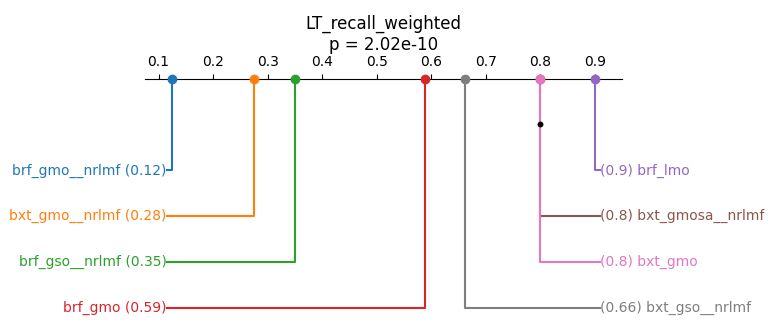 LT_recall_weighted
p = 2.02e-10
0.1 0.2 0.3 0.4 0.5 0.6 0.7 0.8 0.9
brf_gmo__nrlmf (0.12)
(0.9) brf_lmo
bxt_gmo__nrlmf (0.28)
(0.8) bxt_gmosa__nrlmf
brf_gso__nrlmf (0.35)
(0.8) bxt_gmo
brf_gmo (0.59)
(0.66) bxt_gso__nrlmf